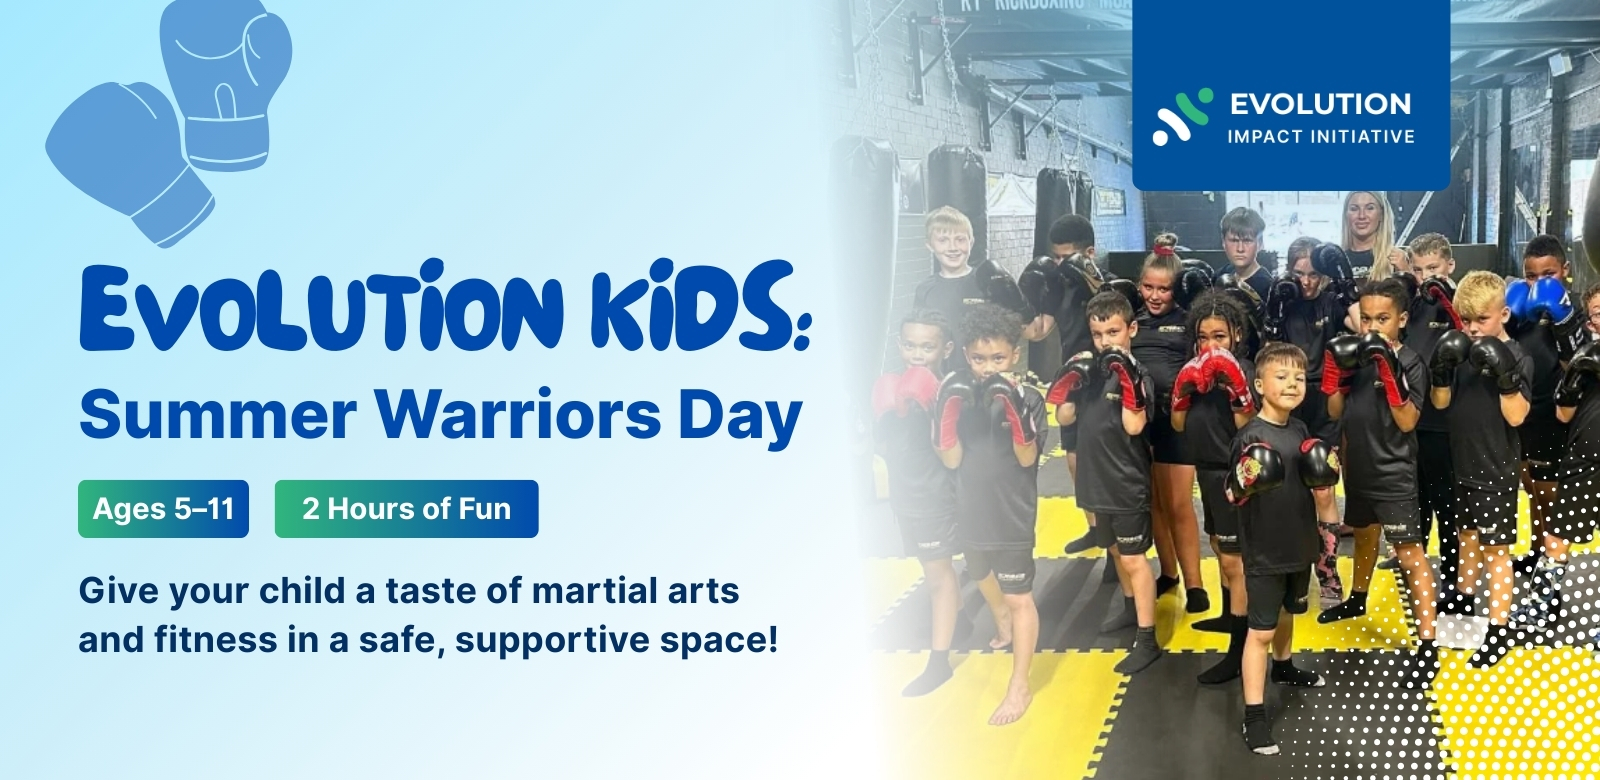 EVOLUTION
IMPACT INITIATIVE
EVOLUTION KIDS:
Summer Warriors Day
Ages 5–11
2 Hours of Fun
Give your child a taste of martial arts
and fitness in a safe, supportive space!